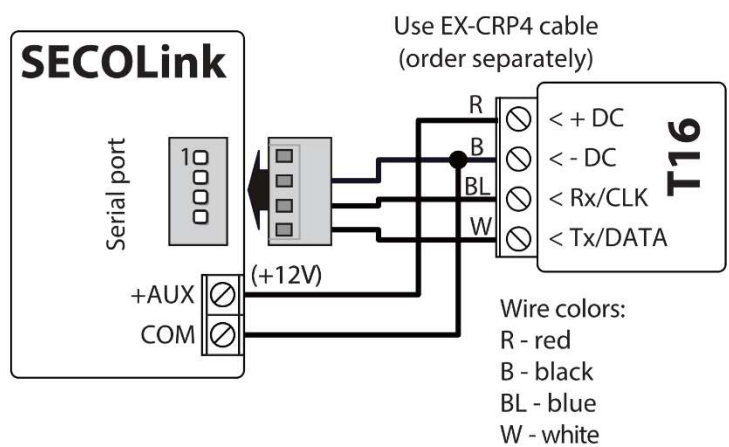 Use EX-CRP4 cable
(order separately)
SECOLink
Serial port
1
R
B
BL
W
< + DC
< - DC
< Rx/CLK
< Tx/DATA
T16
(+12V)
+AUX
COM
Wire colors:
R - red
B - black
BL - blue
W - white